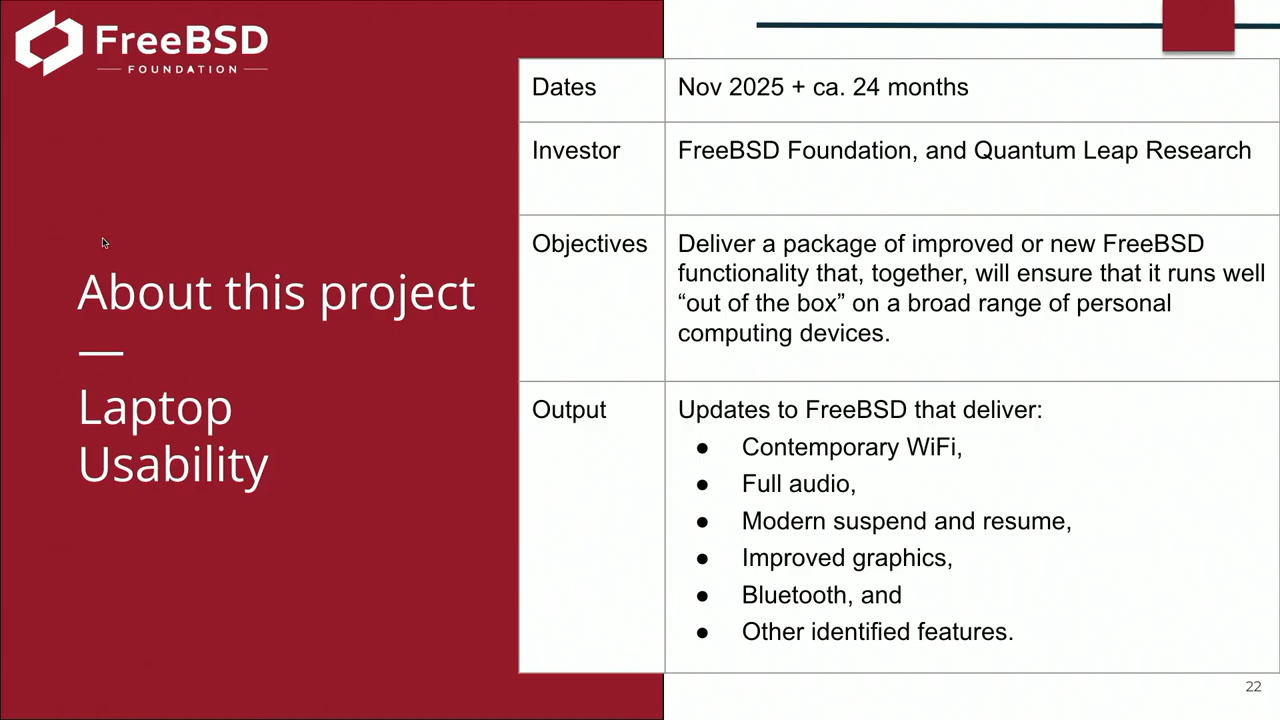 FreeBSD
FOUNDATION
About this project
—
Laptop
Usability
Dates
Nov 2025 + ca. 24 months
Investor
FreeBSD Foundation, and Quantum Leap Research
Objectives
Deliver a package of improved or new FreeBSD
functionality that, together, will ensure that it runs well
“out of the box” on a broad range of personal
computing devices.
Output
Updates to FreeBSD that deliver:
● Contemporary WiFi,
● Full audio,
● Modern suspend and resume,
● Improved graphics,
● Bluetooth, and
● Other identified features.
22